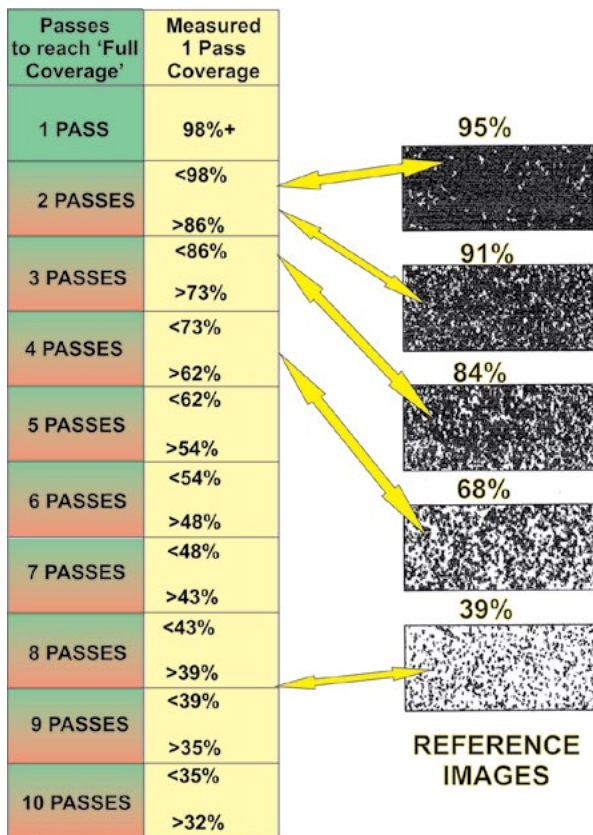 Passes
to reach ‘Full
Coverage’
Measured
1 Pass
Coverage
1 PASS
98%+
2 PASSES
<98%
>86%
3 PASSES
<86%
>73%
4 PASSES
<73%
>62%
5 PASSES
<62%
>54%
6 PASSES
<54%
>48%
7 PASSES
<48%
>43%
8 PASSES
<43%
>39%
9 PASSES
<39%
>35%
10 PASSES
<35%
>32%
95%
91%
84%
68%
39%
REFERENCE
IMAGES